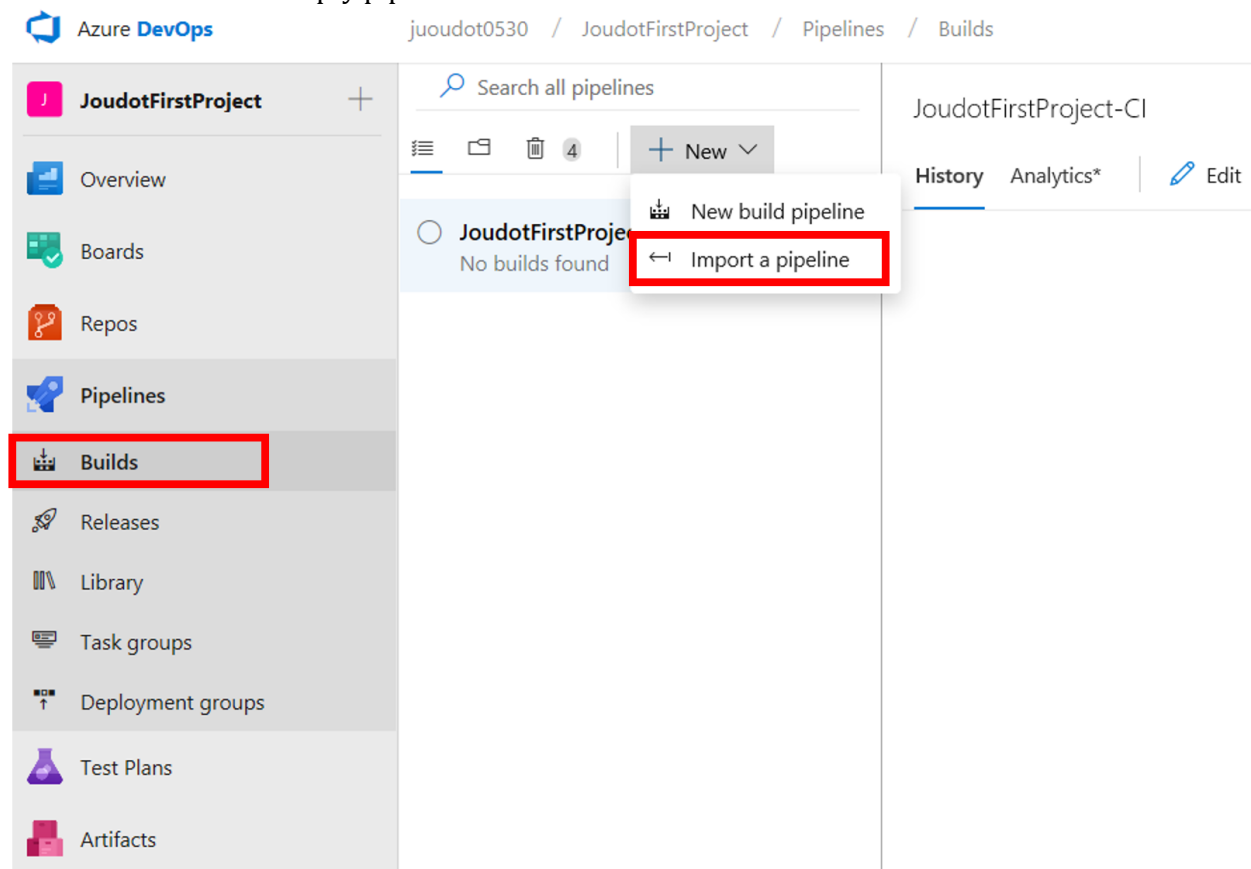 Azure DevOps
juoudot0530 / JoudotFirstProject / Pipelines / Builds
J JoudotFirstProject
Overview
Boards
Repos
Pipelines
Builds
Releases
Library
Task groups
Deployment groups
Test Plans
Artifacts
Search all pipelines
4
New
New build pipeline
Import a pipeline
JoudotFirstProjec
No builds found
JoudotFirstProject-CI
History Analytics* Edit